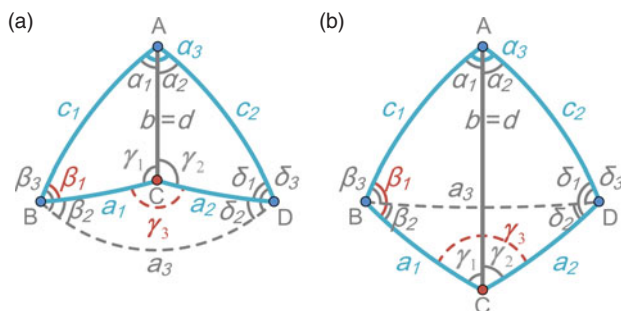 (a)
A
α3
α1 α2
c1 c2
b=d
β3 β1 γ1 γ2 δ1 δ3
B a1 C a2 D
β2 γ3 δ2
a3
(b)
A
α3
α1 α2
c1 c2
b=d
β3 β1 a3 δ1 δ3
B D
β2 γ3 δ2
a1 γ1 γ2 a2
C